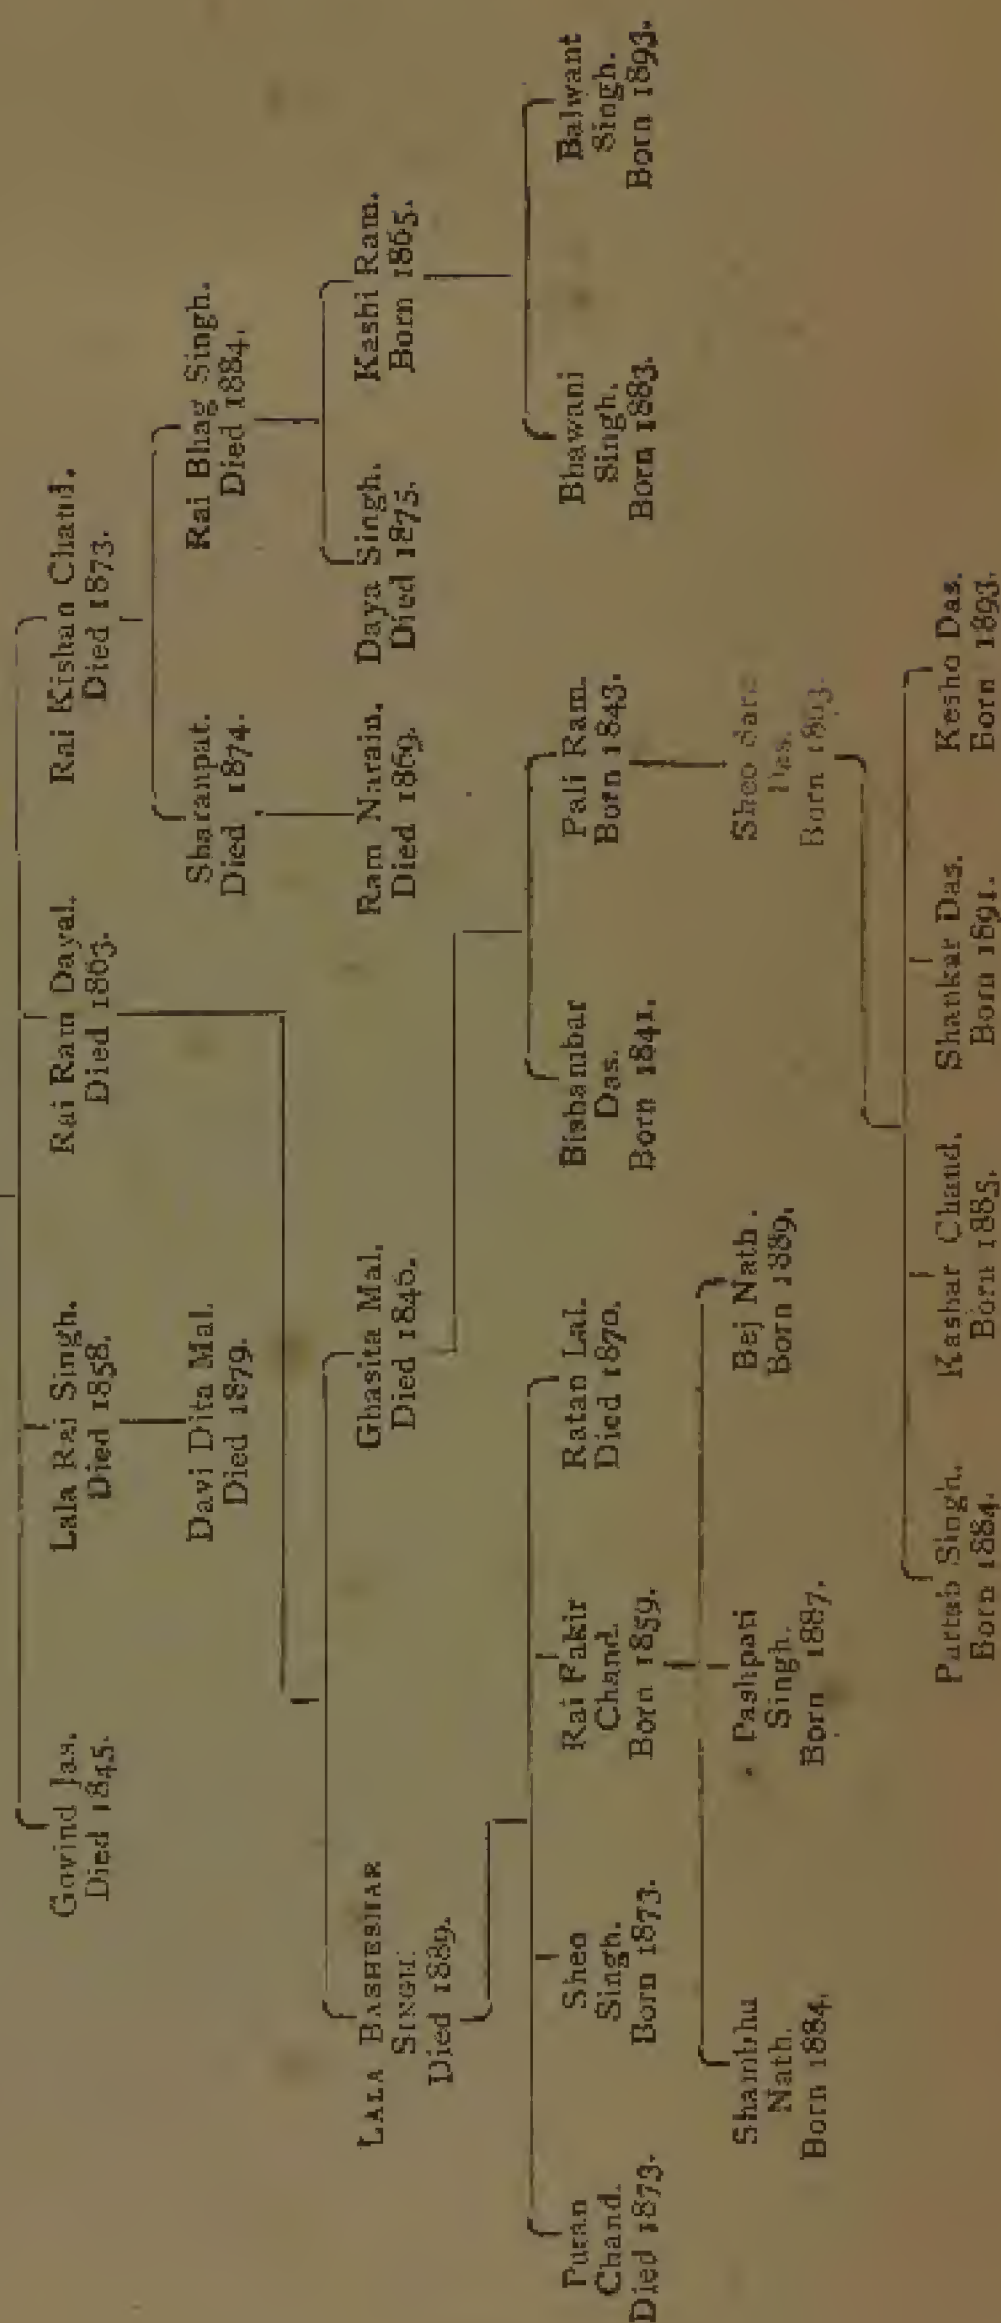 Govind Jas.
Died 1845.
Lala Rai Singh.
Died 1858.
Rai Ram Dayal.
Died 1863.
Rai Kishan Chand.
Died 1873.
Davi Dita Mal.
Died 1879.
Sharanpat.
Died 1874.
Rai Bhag Singh.
Died 1884.
LALA BASHESHAR
SINGH.
Died 1889.
Ghasita Mal.
Died 1846.
Ram Narain.
Died 1869.
Daya Singh.
Died 1875.
Kashi Ram.
Born 1865.
Puran
Chand.
Died 1873.
Sheo
Singh.
Born 1873.
Rai Fakir
Chand.
Born 1859.
Ratan Lal.
Died 1870.
Bishambar
Das.
Born 1841.
Pali Ram.
Born 1843.
Bhawani
Singh.
Born 1883.
Balwant
Singh.
Born 1893.
Shambhu
Nath.
Born 1884.
Pashpati
Singh.
Born 1887.
Bej Nath.
Born 1889.
Sheo
Das.
Born
Partab Singh.
Born 1884.
Kashar Chand.
Born 1885.
Shankar Das.
Born 1891.
Kesho Das.
Born 1893.